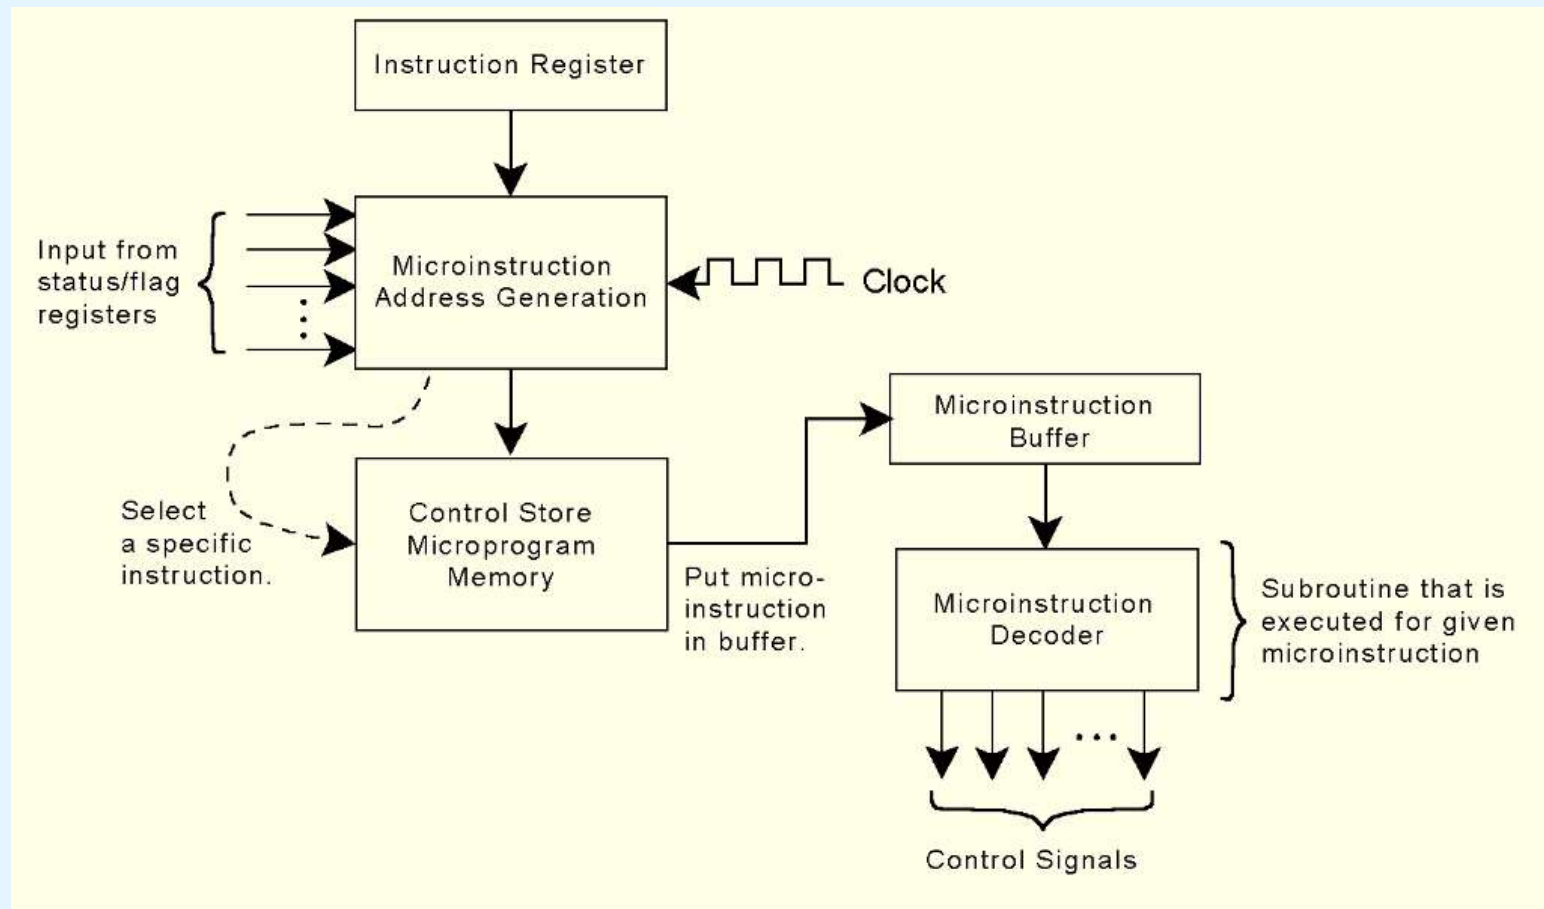 Instruction Register
Input from
status/flag
registers
Microinstruction
Address Generation
Clock
Select
a specific
instruction.
Control Store
Microprogram
Memory
Put micro-
instruction
in buffer.
Microinstruction
Buffer
Microinstruction
Decoder
Subroutine that is
executed for given
microinstruction
Control Signals